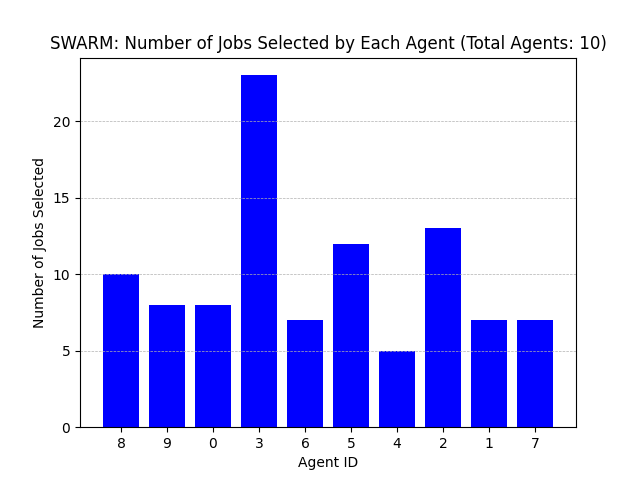 SWARM: Number of Jobs Selected by Each Agent (Total Agents: 10)
Number of Jobs Selected
20
15
10
5
0
8 9 0 3 6 5 4 2 1 7
Agent ID